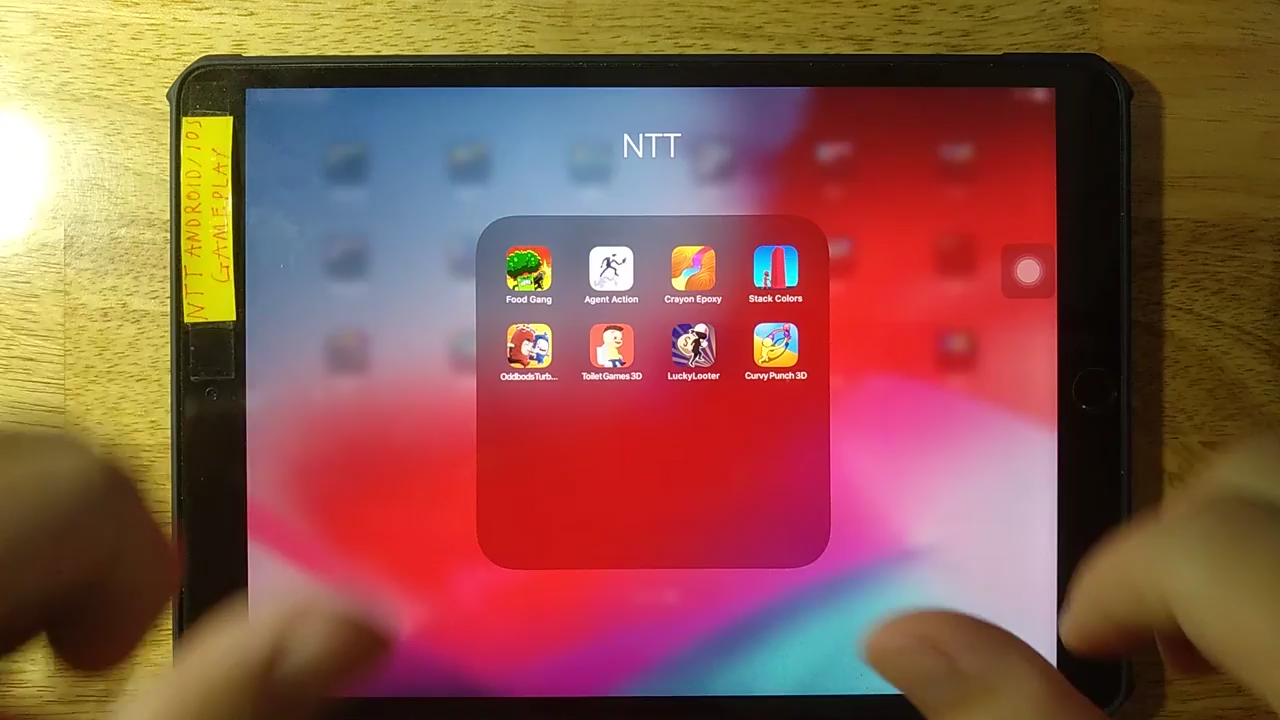 NTT ANDROID/IOS
GAMEPLAY
NTT
Food Gang
Agent Action
Crayon Epoxy
Stack Colors
OddbodsTurb...
Toilet Games 3D
LuckyLooter
Curvy Punch 3D